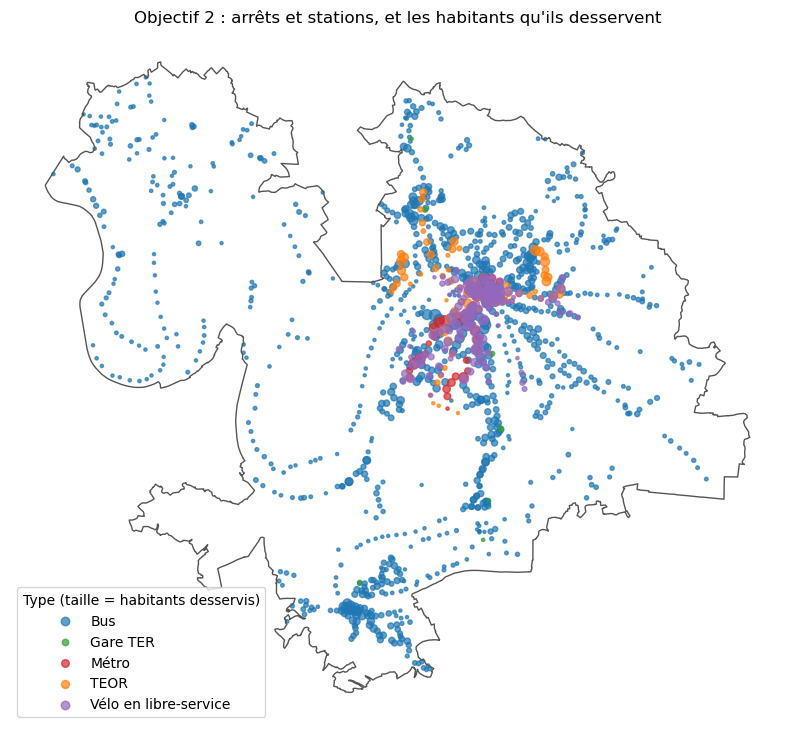 Objectif 2 : arrêts et stations, et les habitants qu'ils desservent
Type (taille = habitants desservis)
Bus
Gare TER
Métro
TEOR
Vélo en libre-service